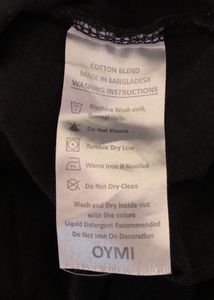 COTTON BLEND
MADE IN BANGLADESH
WASHING INSTRUCTIONS
Machine Wash cold,
Normal cycle.
Do Not Bleach
Tumble Dry Low
Warm Iron if Needed
Do Not Dry Clean
Wash and Dry inside out
with like colors
Liquid Detergent Recommended
Do Not Iron On Decoration
OYMI